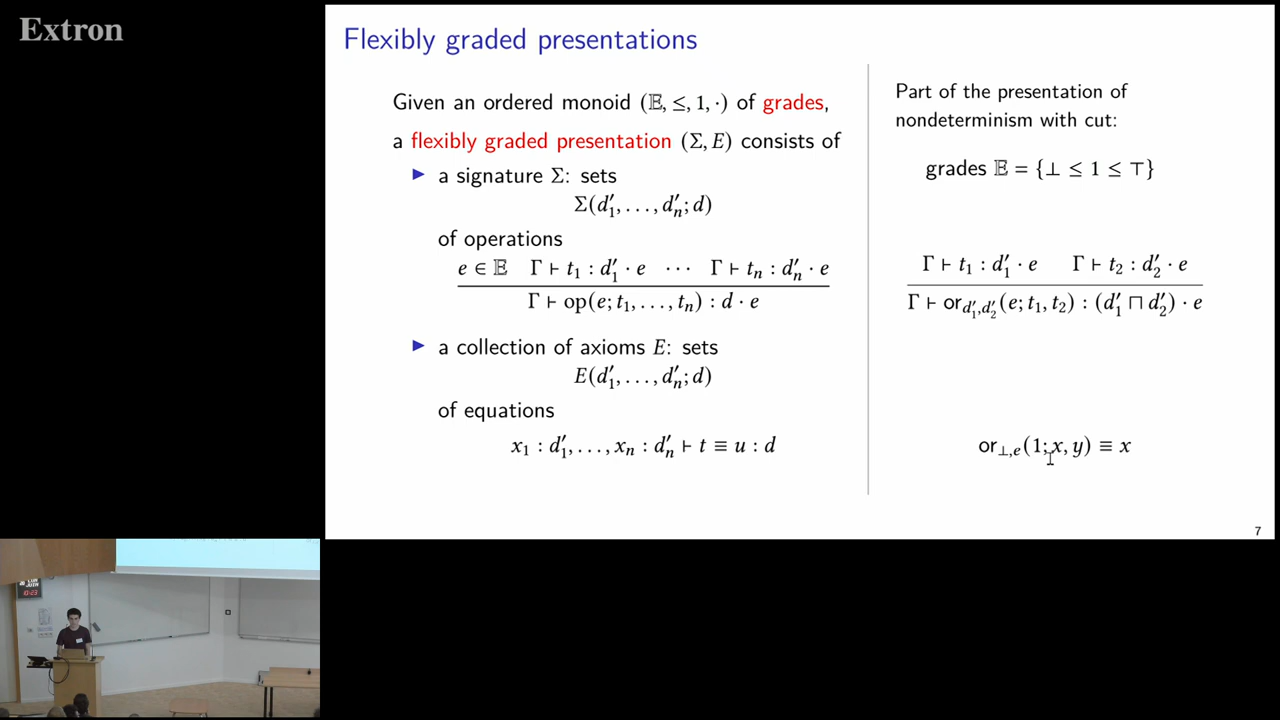 Extron
Flexibly graded presentations
Given an ordered monoid (𝔼, ≤, 1, ·) of grades,
a flexibly graded presentation (Σ, E) consists of
▶ a signature Σ: sets
Σ(d′₁, . . . , d′ₙ; d)
of operations
e ∈ 𝔼 Γ ⊢ t₁ : d′₁ · e ··· Γ ⊢ tₙ : d′ₙ · e
Γ ⊢ op(e; t₁, . . . , tₙ) : d · e
▶ a collection of axioms E: sets
E(d′₁, . . . , d′ₙ; d)
of equations
x₁ : d′₁, . . . , xₙ : d′ₙ ⊢ t ≡ u : d
Part of the presentation of
nondeterminism with cut:
grades 𝔼 = {⊥ ≤ 1 ≤ ⊤}
Γ ⊢ t₁ : d′₁ · e Γ ⊢ t₂ : d′₂ · e
Γ ⊢ or_{d′₁,d′₂}(e; t₁, t₂) : (d′₁ ⊓ d′₂) · e
or_{⊥,e}(1; x, y) ≡ x
7
10:23